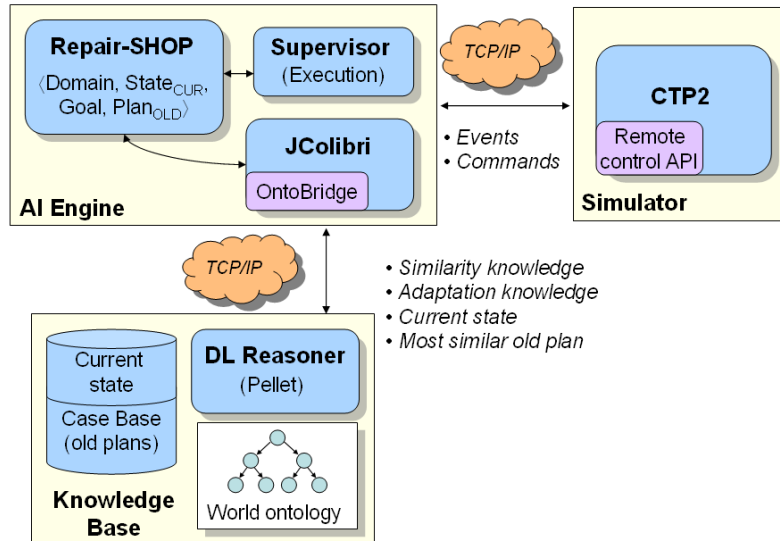 Repair-SHOP
⟨Domain, StateCUR,
Goal, PlanOLD⟩
Supervisor
(Execution)
JColibri
OntoBridge
AI Engine
TCP/IP
• Events
• Commands
CTP2
Remote
control API
Simulator
TCP/IP
• Similarity knowledge
• Adaptation knowledge
• Current state
• Most similar old plan
Current
state
Case Base
(old plans)
DL Reasoner
(Pellet)
World ontology
Knowledge
Base